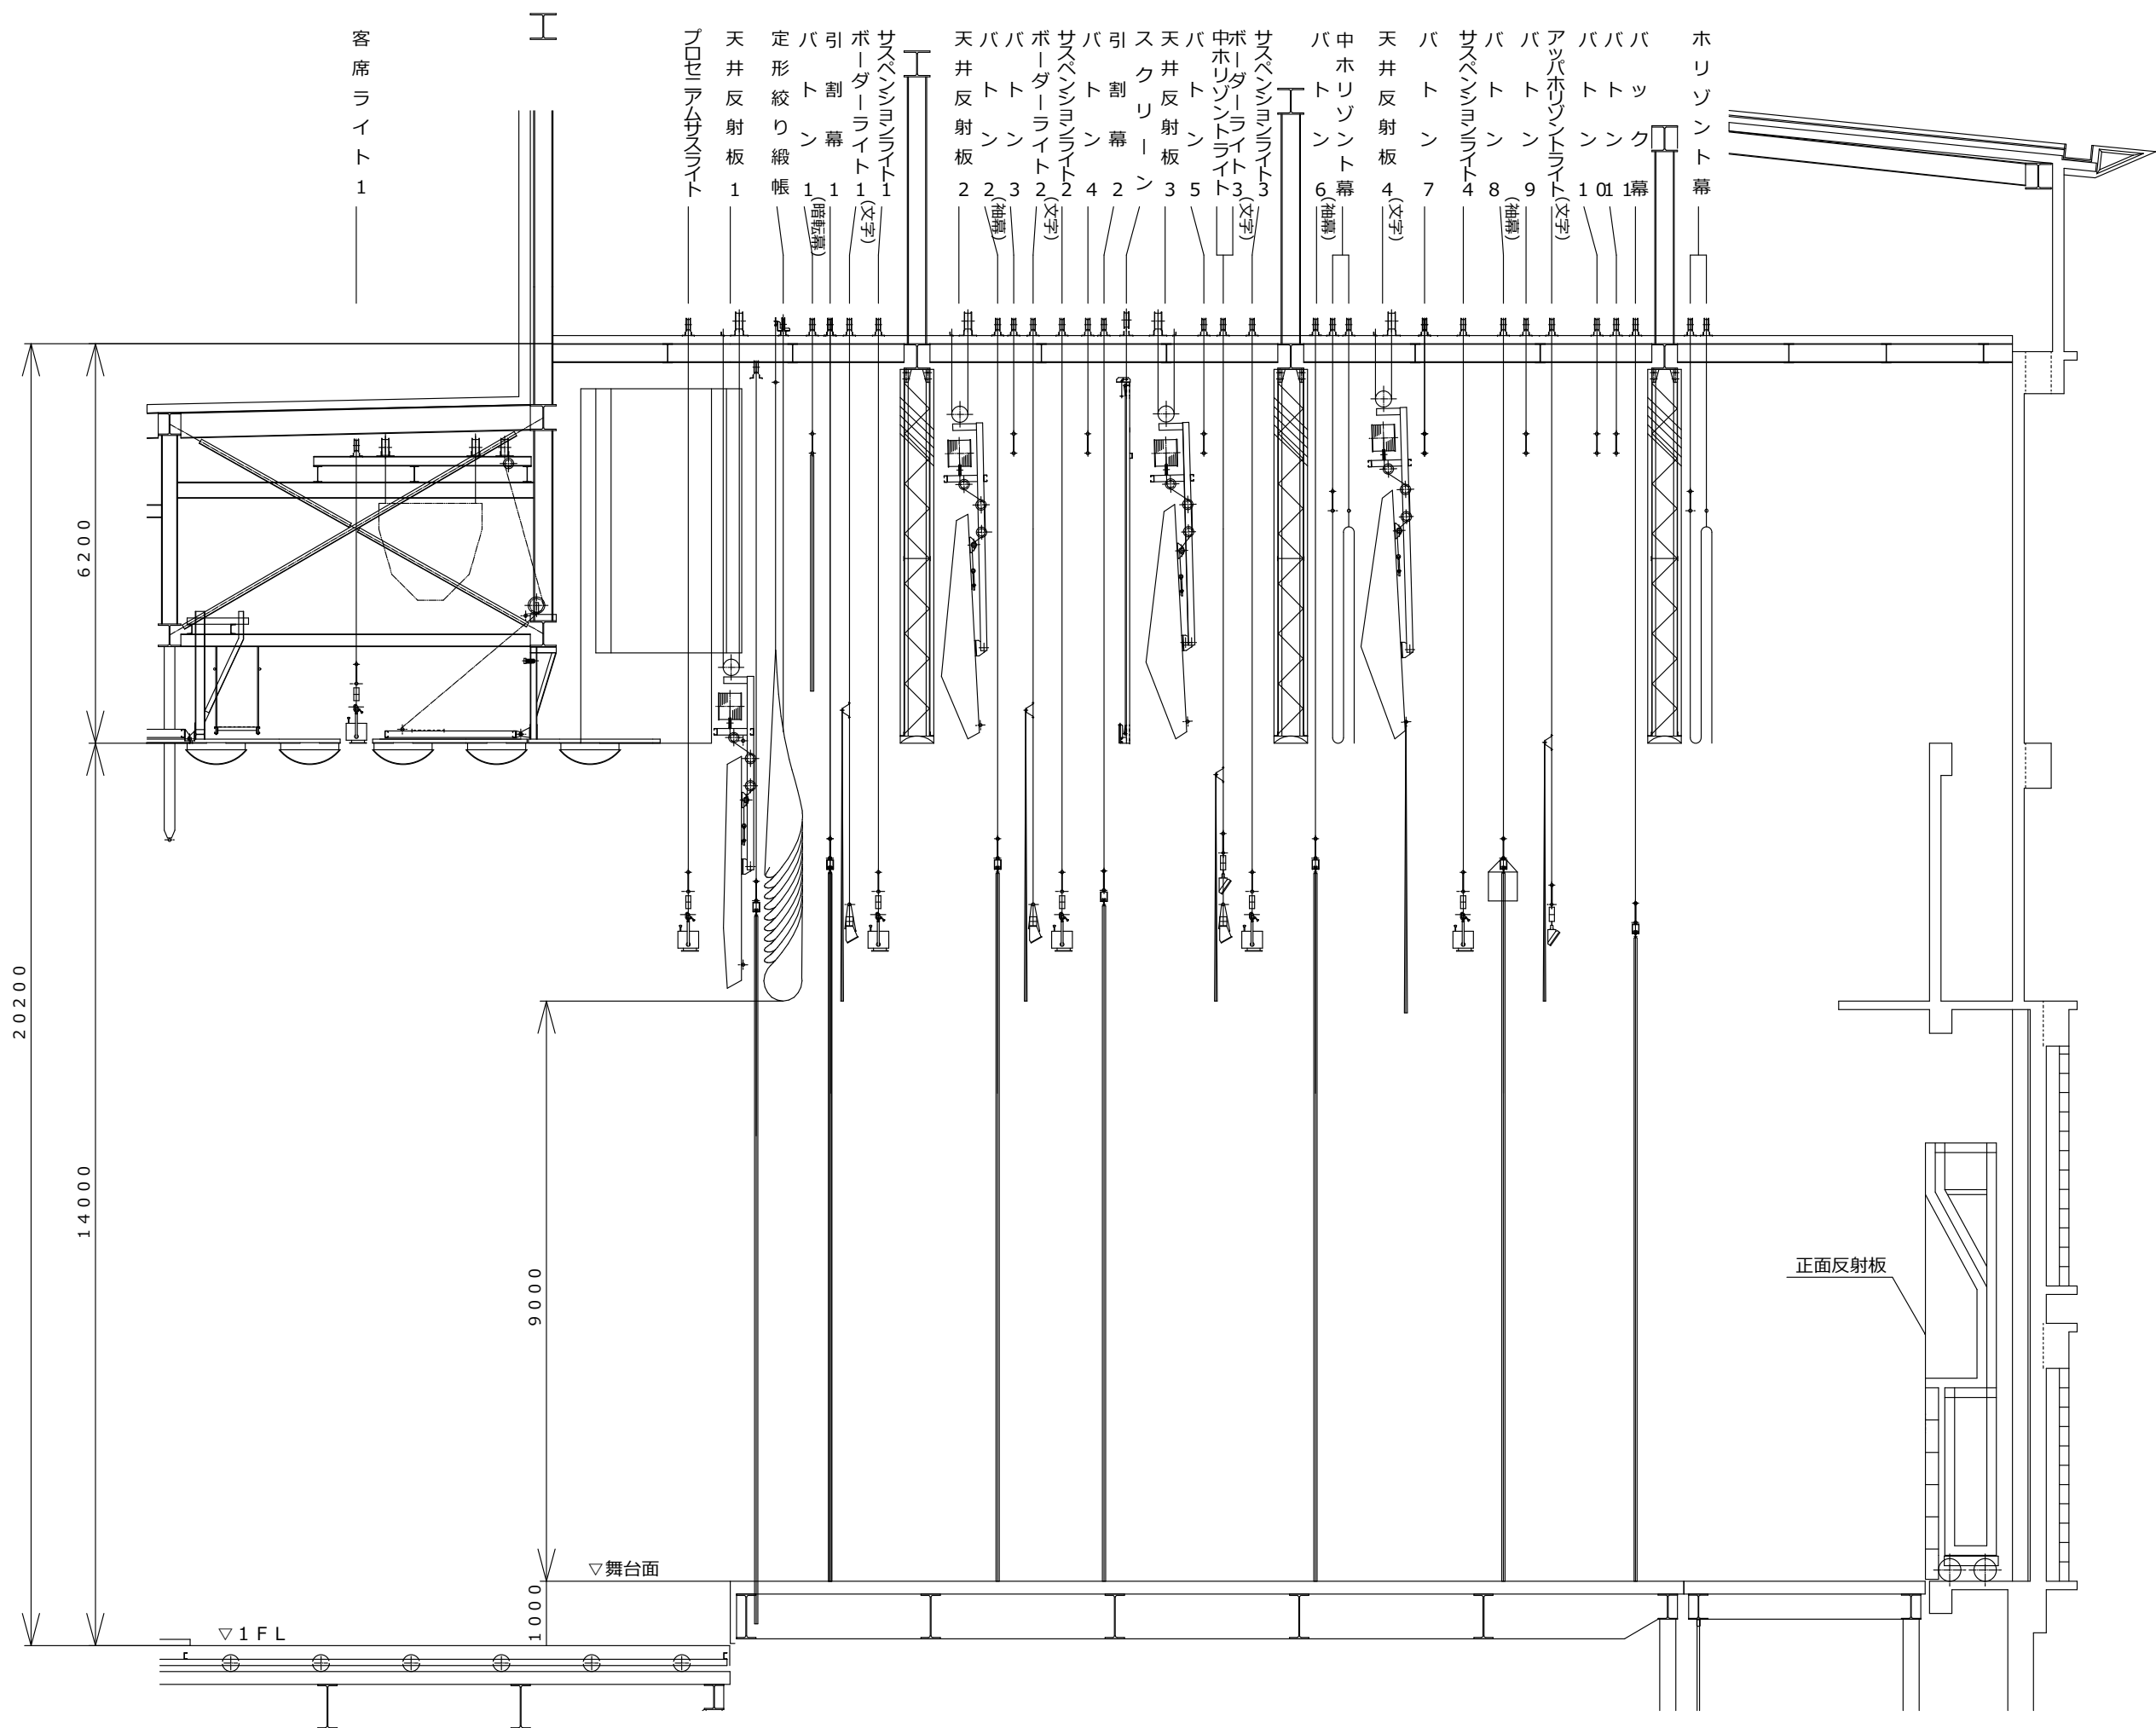 客席ライト1
プロセニアムサスライト
天井反射板1
定形絞り緞帳
バトン1
(暗転幕)
引割幕1
ボーダーライト1
(文字)
サスペンションライト1
天井反射板2
バトン2
(袖幕)
バトン3
ボーダーライト2
(文字)
サスペンションライト2
バトン4
引割幕2
スクリーン
天井反射板3
バトン5
中ホリゾントライト
ボーダーライト3
(文字)
サスペンションライト3
バトン6
(袖幕)
中ホリゾント幕
天井反射板4
(文字)
バトン7
サスペンションライト4
バトン8
(袖幕)
バトン9
アッパホリゾントライト
(文字)
バトン10
バトン11
バック幕
ホリゾント幕
6200
20200
14000
9000
1000
正面反射板
▽舞台面
▽1FL